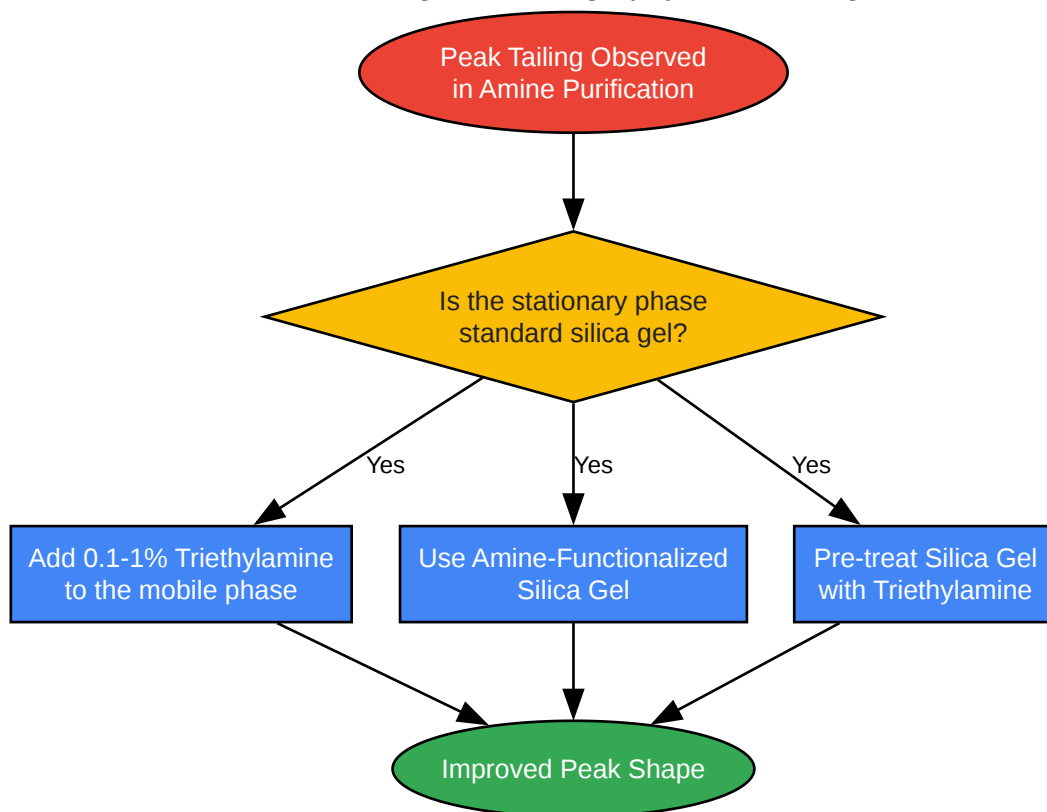 Peak Tailing Observed
in Amine Purification
Is the stationary phase
standard silica gel?
Yes
Yes
Yes
Add 0.1-1% Triethylamine
to the mobile phase
Use Amine-Functionalized
Silica Gel
Pre-treat Silica Gel
with Triethylamine
Improved Peak Shape